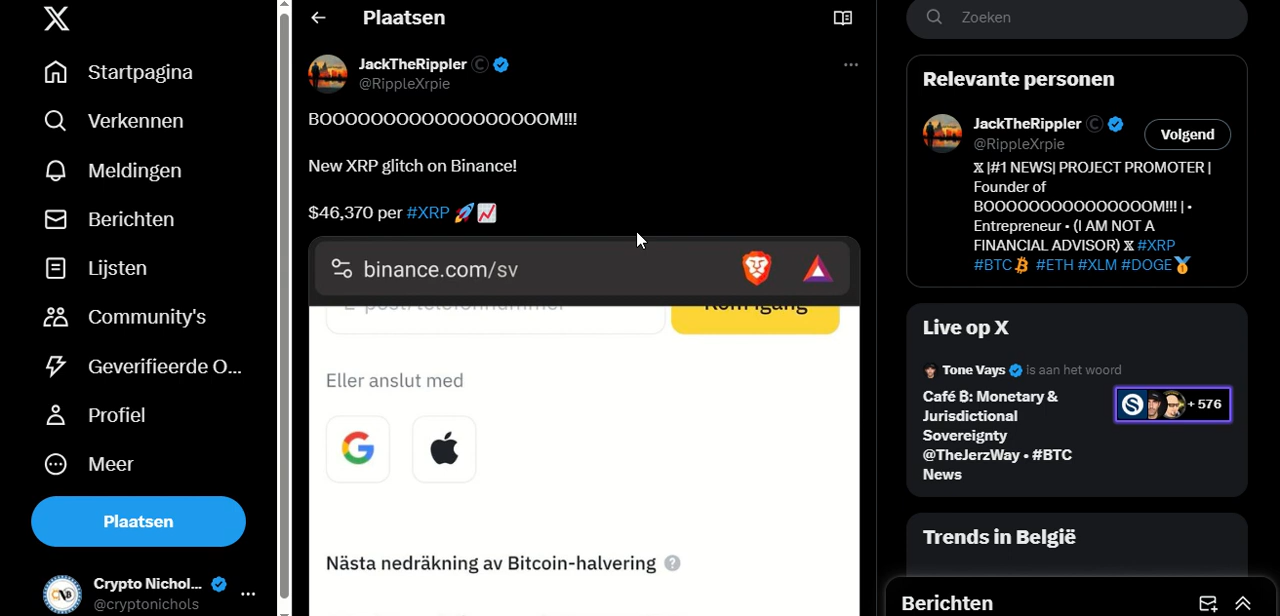 Startpagina
Verkennen
Meldingen
Berichten
Lijsten
Community's
Geverifieerde O...
Profiel
Meer
Plaatsen
Crypto Nichol...
@cryptonichols
Plaatsen
JackTheRippler ©
@RippleXrpie
BOOOOOOOOOOOOOOOOOOM!!!
New XRP glitch on Binance!
$46,370 per #XRP 🚀📈
binance.com/sv
Kom igång
Eller anslut med
Nästa nedräkning av Bitcoin-halvering
Zoeken
Relevante personen
JackTheRippler ©
@RippleXrpie
Volgend
𝕏 |#1 NEWS| PROJECT PROMOTER |
Founder of
BOOOOOOOOOOOOOOM!!! | •
Entrepreneur • (I AM NOT A
FINANCIAL ADVISOR) 𝕏 #XRP
#BTC #ETH #XLM #DOGE🥇
Live op X
Tone Vays is aan het woord
Café ₿: Monetary &
Jurisdictional
Sovereignty
@TheJerzWay • #BTC
News
+ 576
Trends in België
Berichten